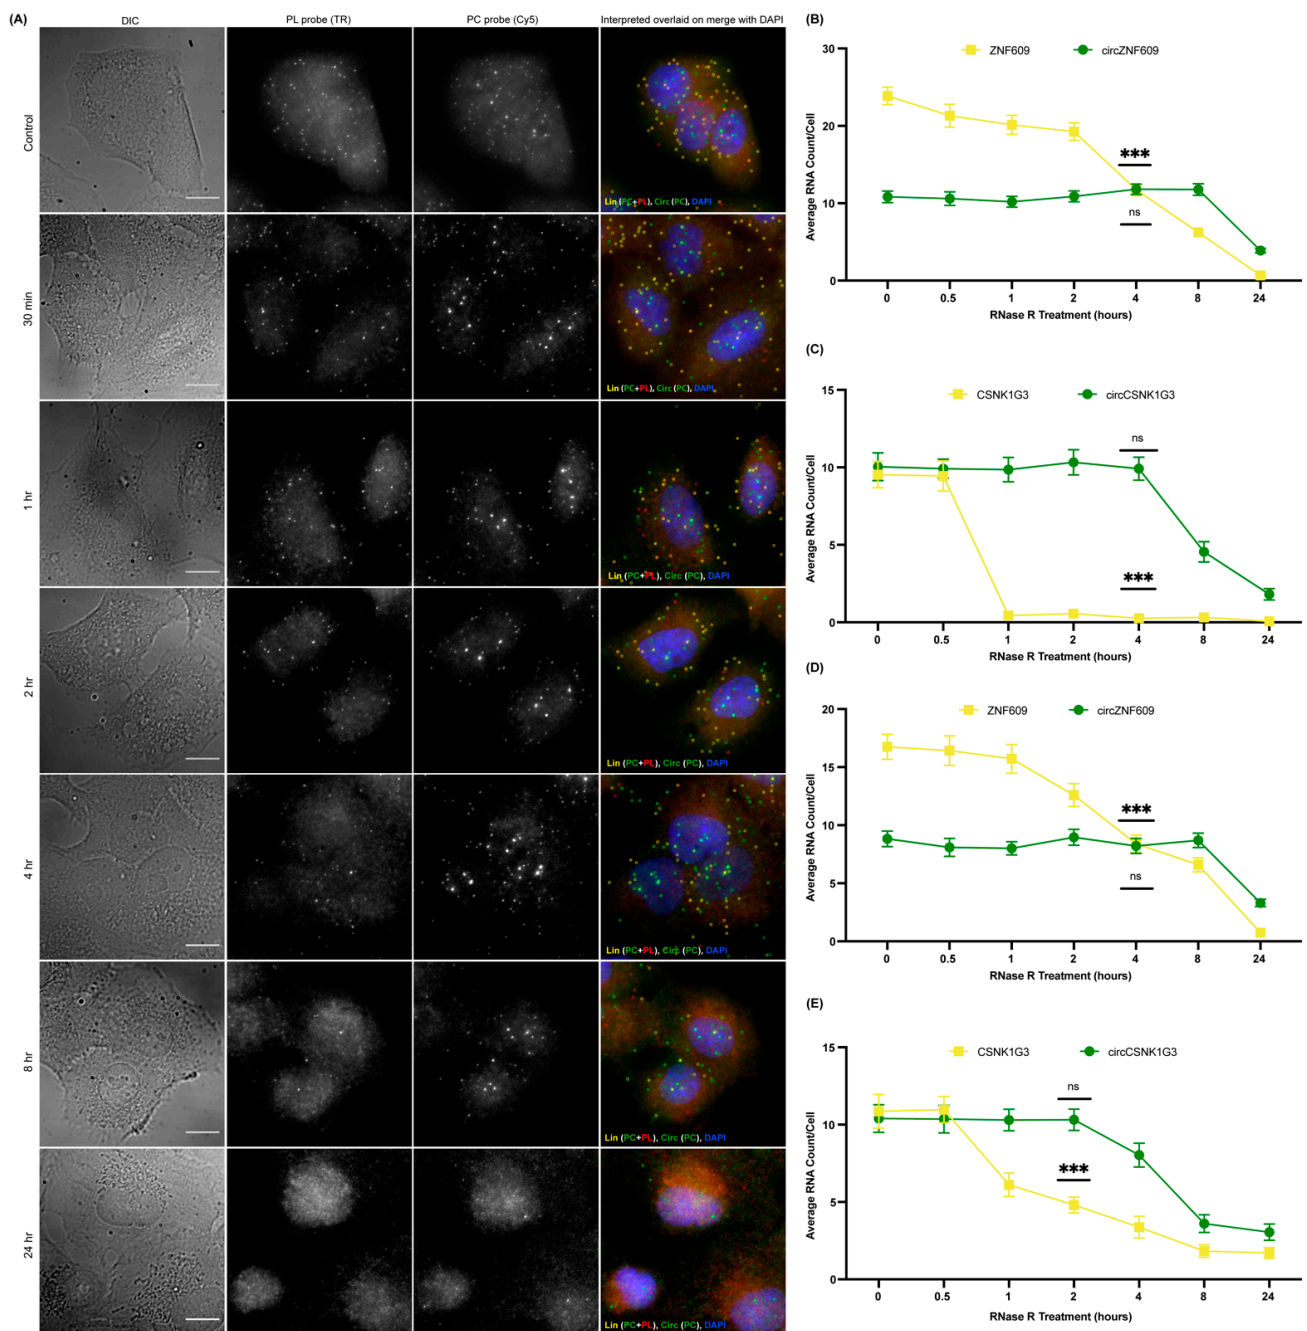 (A)
DIC
PL probe (TR)
PC probe (Cy5)
Interpreted overlaid on merge with DAPI
Control
Lin (PC+PL), Circ (PC), DAPI
30 min
Lin (PC+PL), Circ (PC), DAPI
1 hr
Lin (PC+PL), Circ (PC), DAPI
2 hr
Lin (PC+PL), Circ (PC), DAPI
4 hr
Lin (PC+PL), Circ (PC), DAPI
8 hr
Lin (PC+PL), Circ (PC), DAPI
24 hr
Lin (PC+PL), Circ (PC), DAPI
(B)
ZNF609 circZNF609
Average RNA Count/Cell
30
20
10
0
***
ns
0 0.5 1 2 4 8 24
RNase R Treatment (hours)
(C)
CSNK1G3 circCSNK1G3
Average RNA Count/Cell
15
10
5
0
ns
***
0 0.5 1 2 4 8 24
RNase R Treatment (hours)
(D)
ZNF609 circZNF609
Average RNA Count/Cell
20
15
10
5
0
***
ns
0 0.5 1 2 4 8 24
RNase R Treatment (hours)
(E)
CSNK1G3 circCSNK1G3
Average RNA Count/Cell
15
10
5
0
ns
***
0 0.5 1 2 4 8 24
RNase R Treatment (hours)